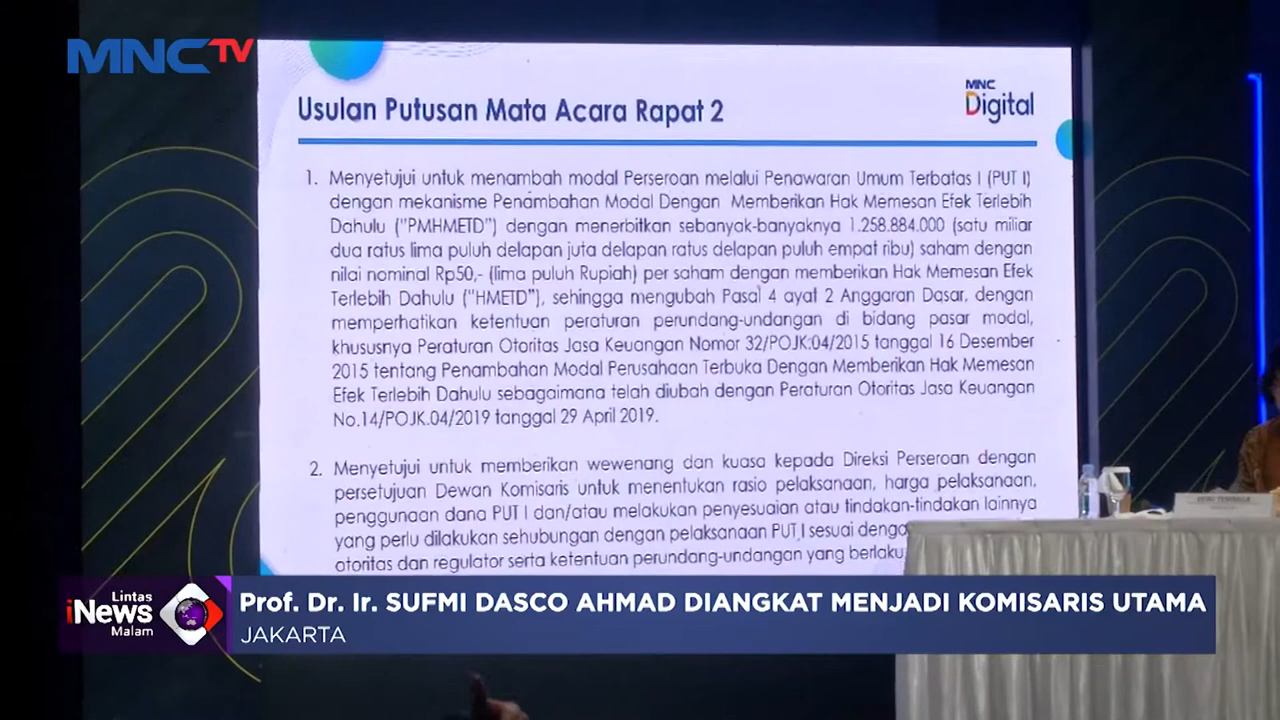 MNCTV
MNC
Digital
Usulan Putusan Mata Acara Rapat 2
1. Menyetujui untuk menambah modal Perseroan melalui Penawaran Umum Terbatas I (PUT I)
dengan mekanisme Penambahan Modal Dengan Memberikan Hak Memesan Efek Terlebih
Dahulu ("PMHMETD") dengan menerbitkan sebanyak-banyaknya 1.258.884.000 (satu miliar
dua ratus lima puluh delapan juta delapan ratus delapan puluh empat ribu) saham dengan
nilai nominal Rp50,- (lima puluh Rupiah) per saham dengan memberikan Hak Memesan Efek
Terlebih Dahulu ("HMETD"), sehingga mengubah Pasal 4 ayat 2 Anggaran Dasar, dengan
memperhatikan ketentuan peraturan perundang-undangan di bidang pasar modal,
khususnya Peraturan Otoritas Jasa Keuangan Nomor 32/POJK.04/2015 tanggal 16 Desember
2015 tentang Penambahan Modal Perusahaan Terbuka Dengan Memberikan Hak Memesan
Efek Terlebih Dahulu sebagaimana telah diubah dengan Peraturan Otoritas Jasa Keuangan
No.14/POJK.04/2019 tanggal 29 April 2019.
2. Menyetujui untuk memberikan wewenang dan kuasa kepada Direksi Perseroan dengan
persetujuan Dewan Komisaris untuk menentukan rasio pelaksanaan, harga pelaksanaan,
penggunaan dana PUT I dan/atau melakukan penyesuaian atau tindakan-tindakan lainnya
yang perlu dilakukan sehubungan dengan pelaksanaan PUT I sesuai
otoritas dan regulator serta ketentuan perundang-undangan yang berlaku
Lintas
iNews
Malam
Prof. Dr. Ir. SUFMI DASCO AHMAD DIANGKAT MENJADI KOMISARIS UTAMA
JAKARTA